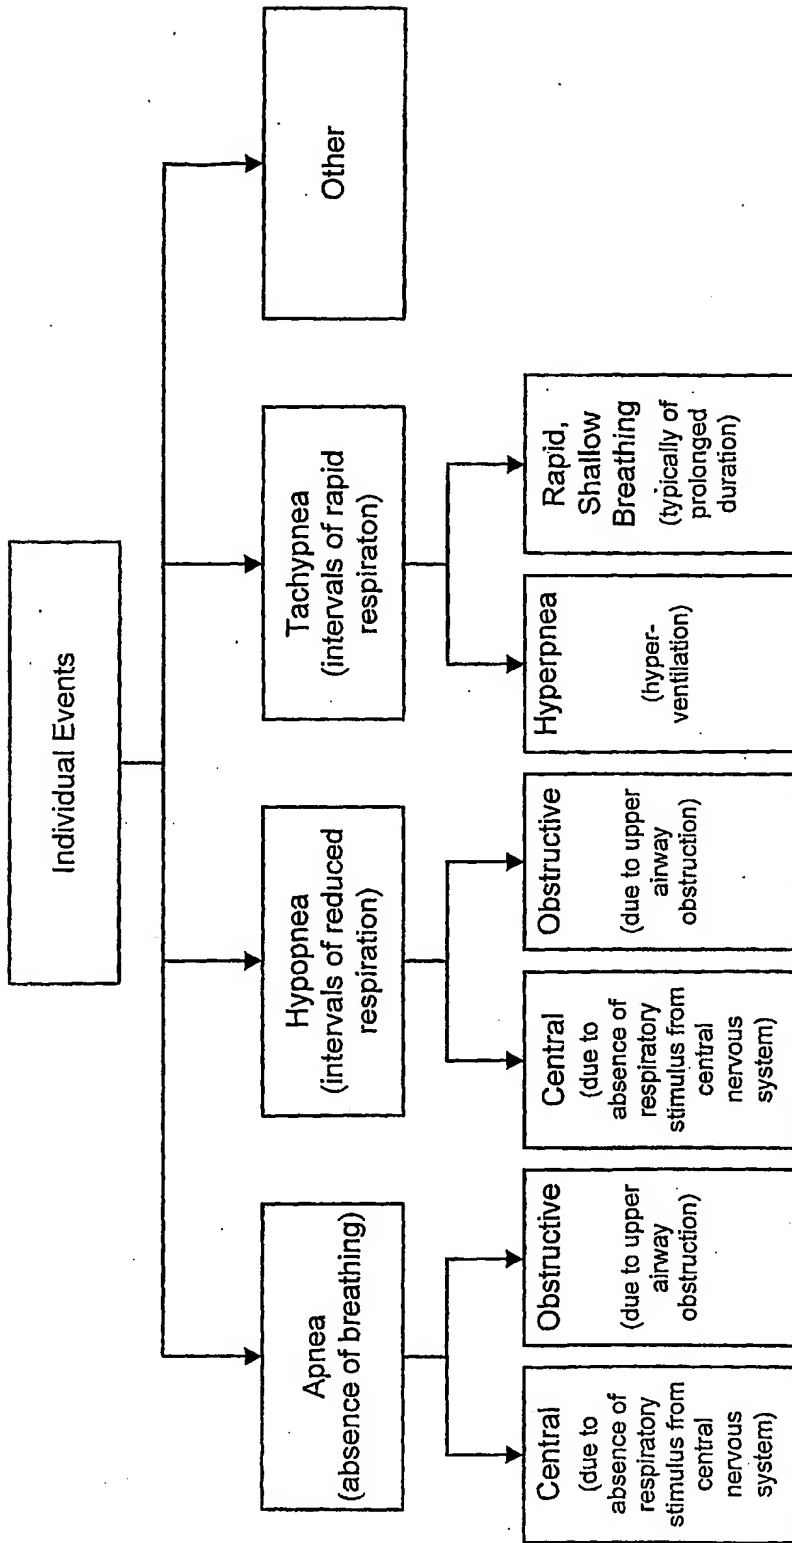 Individual Events
Apnea
(absence of breathing)
Hypopnea
(intervals of reduced
respiration)
Tachypnea
(intervals of rapid
respiraton)
Other
Central
(due to
absence of
respiratory
stimulus from
central
nervous
system)
Obstructive
(due to upper
airway
obstruction)
Central
(due to
absence of
respiratory
stimulus from
central
nervous
system)
Obstructive
(due to upper
airway
obstruction)
Hyperpnea
(hyper-
ventilation)
Rapid,
Shallow
Breathing
(typically of
prolonged
duration)